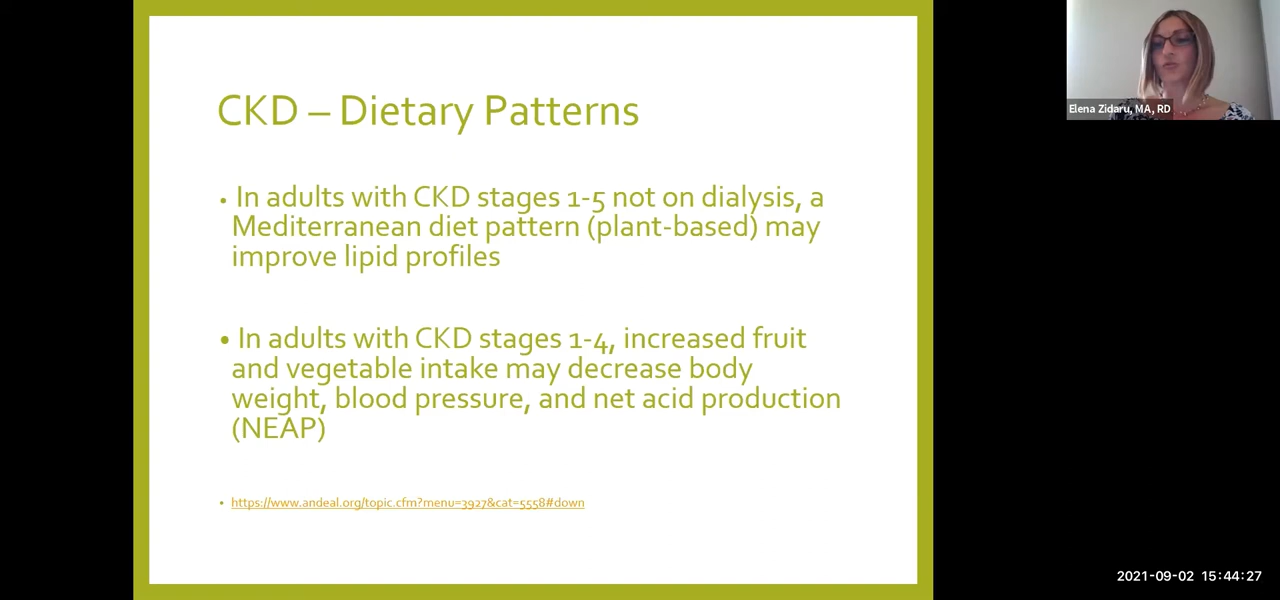 CKD – Dietary Patterns
• In adults with CKD stages 1-5 not on dialysis, a
Mediterranean diet pattern (plant-based) may
improve lipid profiles
• In adults with CKD stages 1-4, increased fruit
and vegetable intake may decrease body
weight, blood pressure, and net acid production
(NEAP)
• https://www.andeal.org/topic.cfm?menu=3927&cat=5558#down
Elena Zidaru, MA, RD
2021-09-02 15:44:27